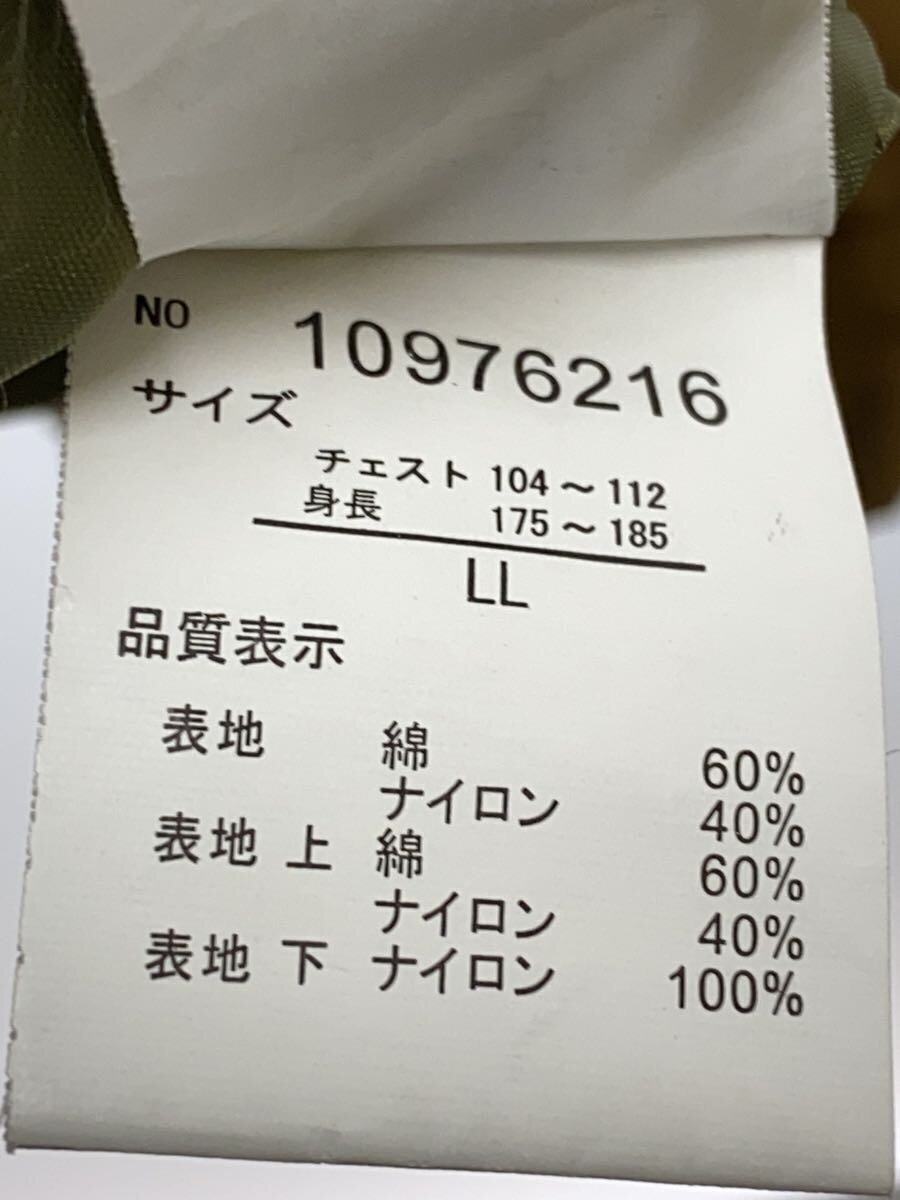 NO 10976216
サイズ
チェスト 104～112
身長 175～185
LL
品質表示
表地 綿 60%
ナイロン 40%
表地 上 綿 60%
ナイロン 40%
表地 下 ナイロン 100%